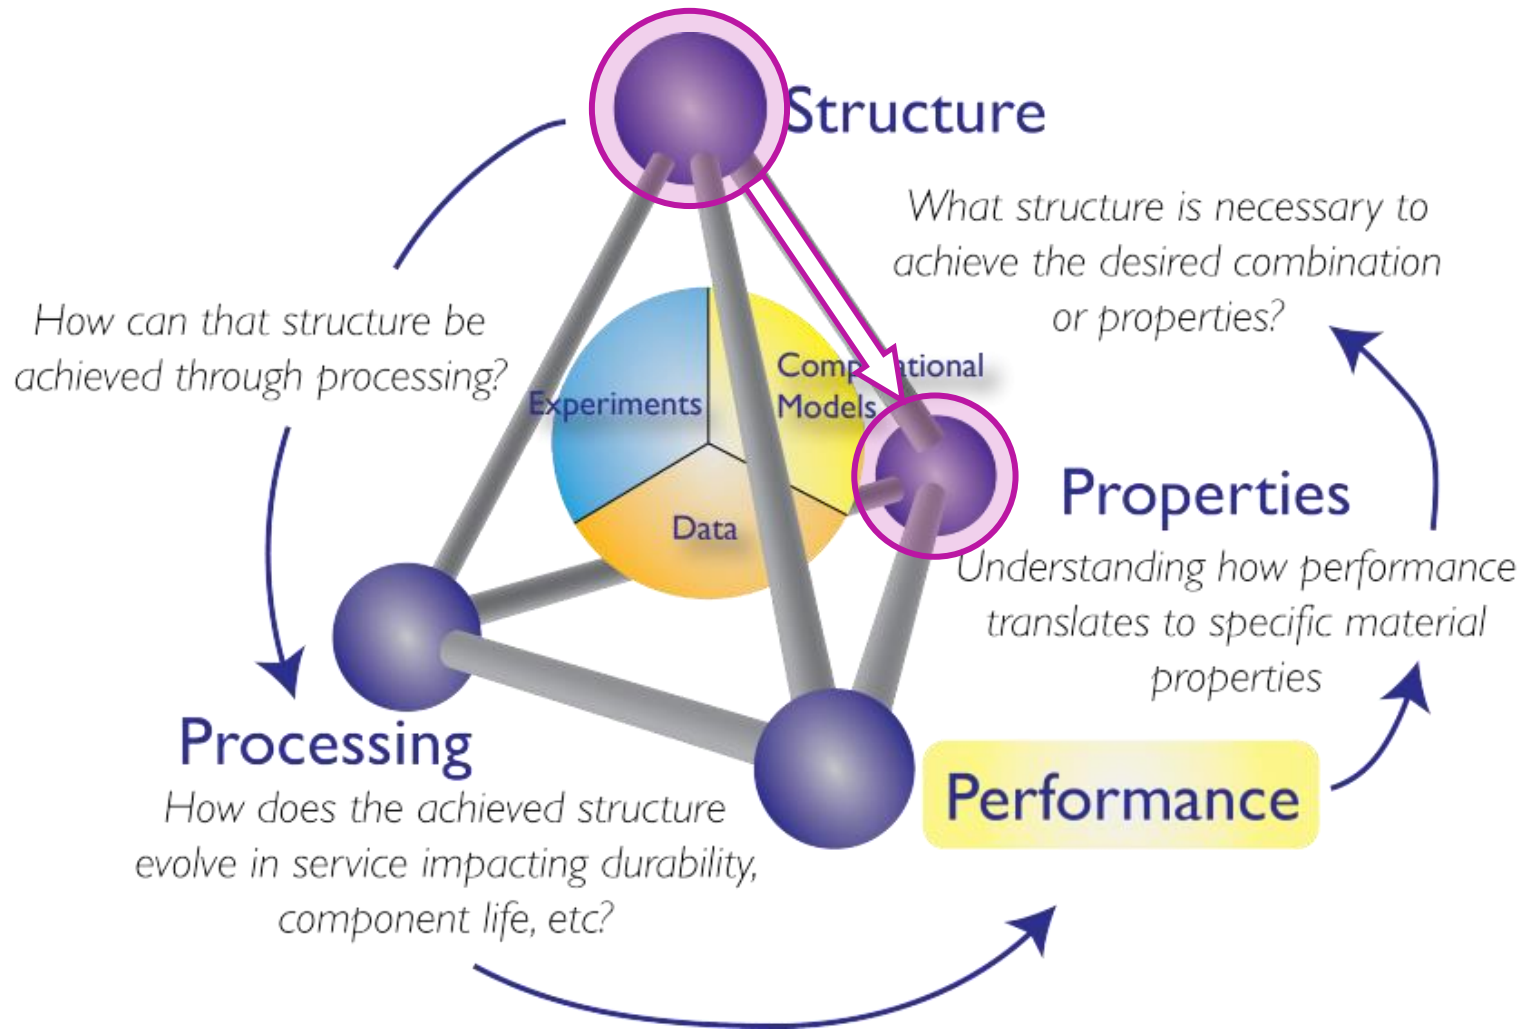 Structure
What structure is necessary to
achieve the desired combination
or properties?
How can that structure be
achieved through processing?
Experiments
Models
Data
Properties
Understanding how performance
translates to specific material
properties
Processing
How does the achieved structure
evolve in service impacting durability,
component life, etc?
Performance